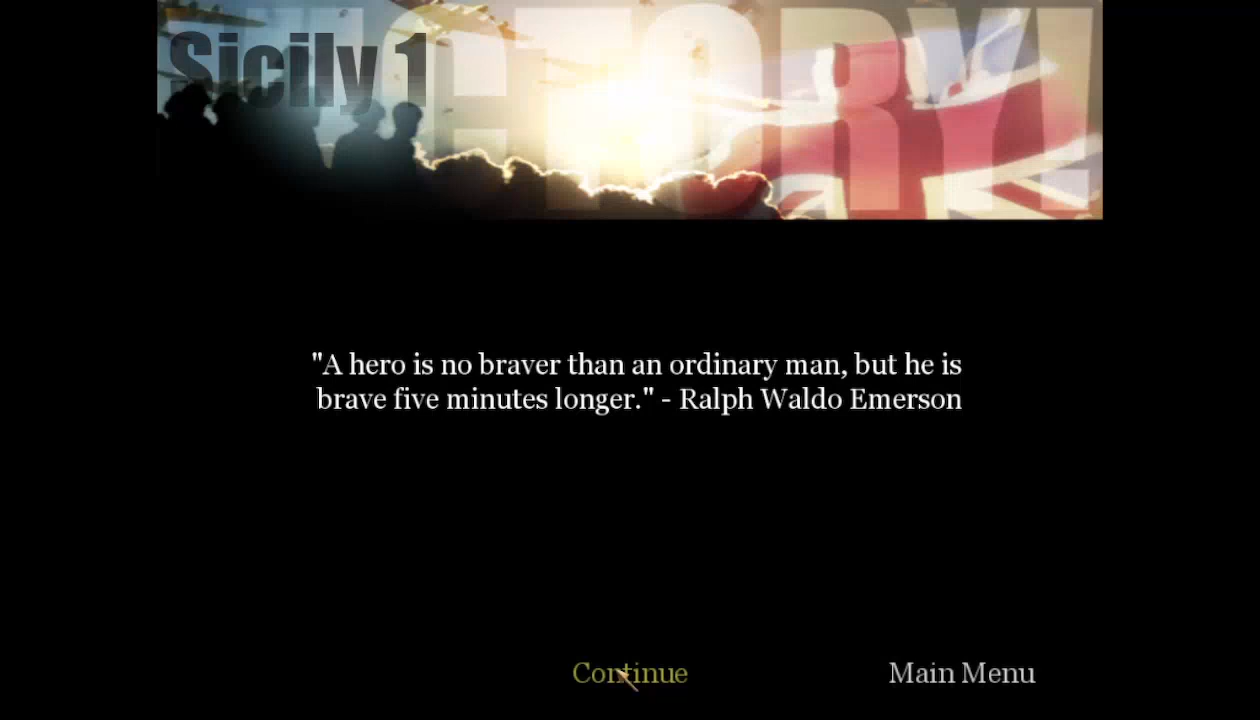 VICTORY!
Sicily 1
"A hero is no braver than an ordinary man, but he is
brave five minutes longer." - Ralph Waldo Emerson
Continue
Main Menu